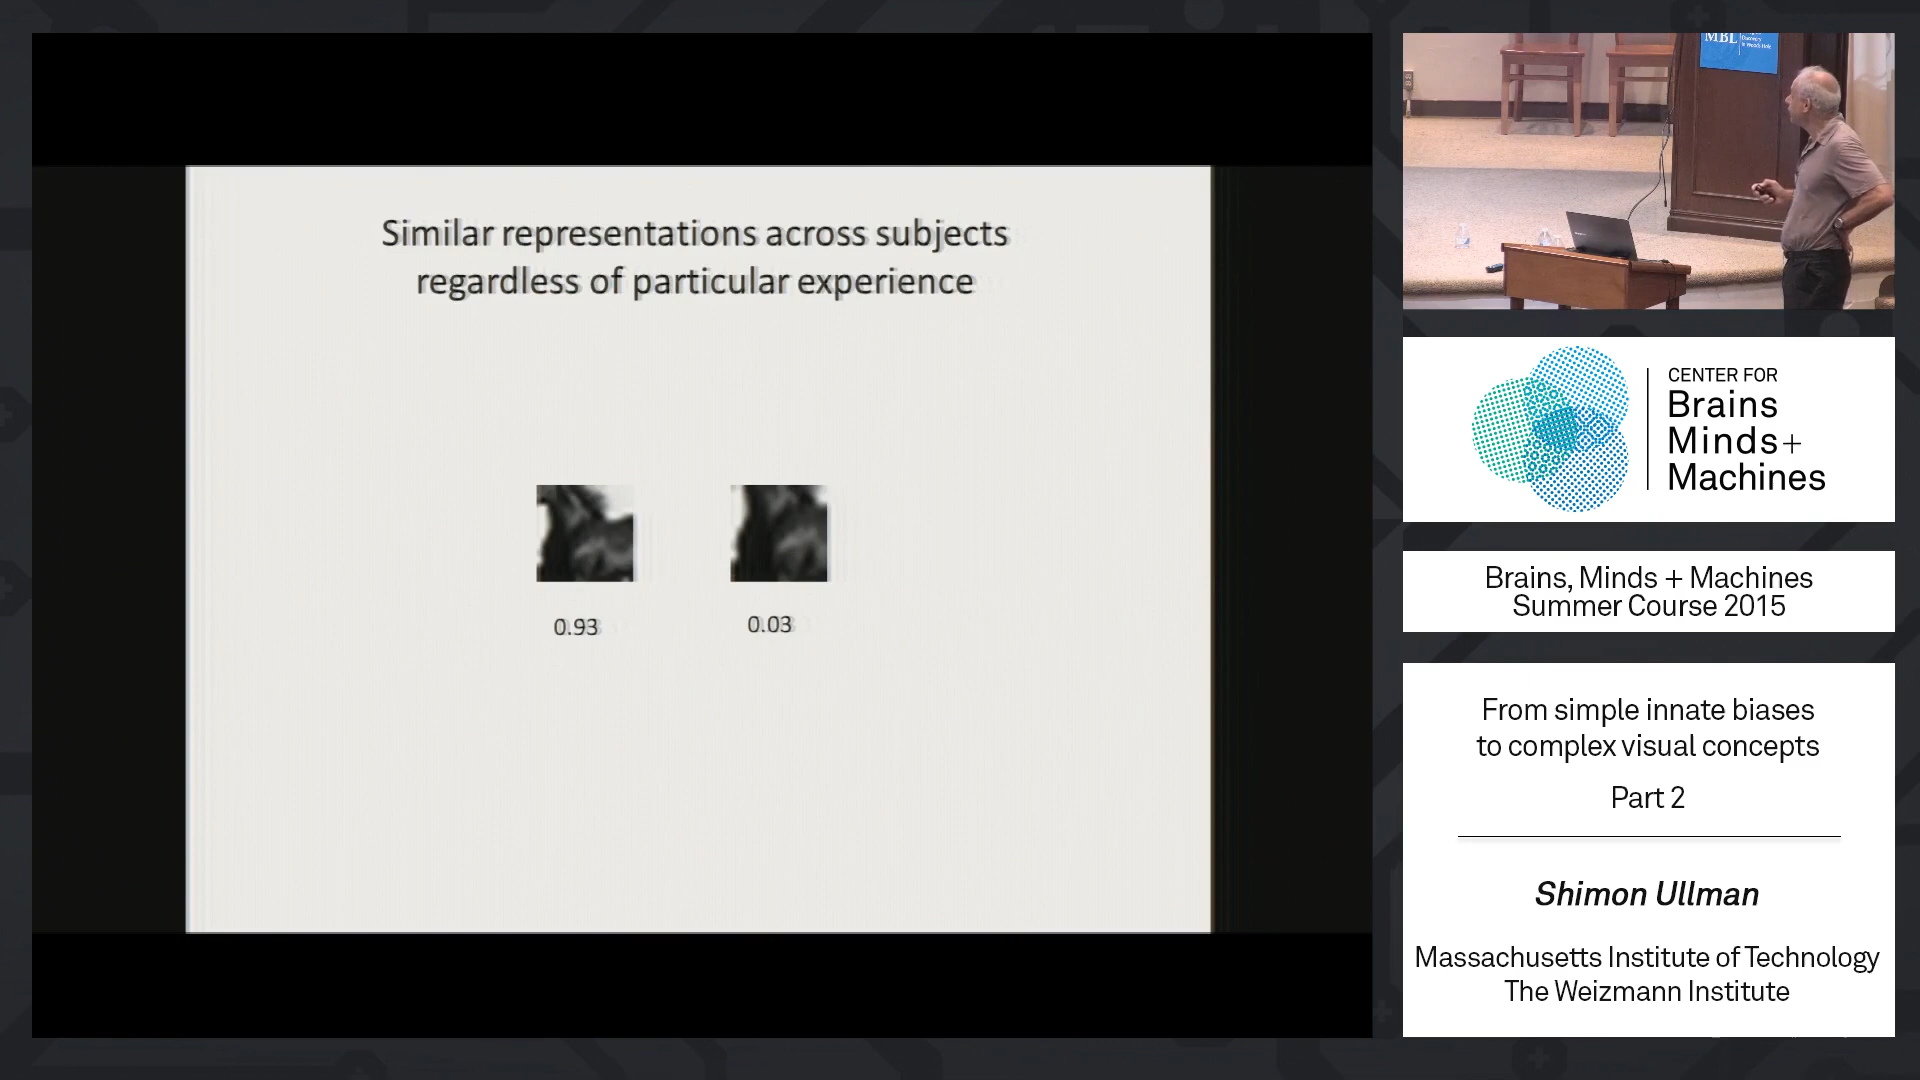 Similar representations across subjects
regardless of particular experience
0.93
0.03
MBL
CENTER FOR
Brains
Minds+
Machines
Brains, Minds + Machines
Summer Course 2015
From simple innate biases
to complex visual concepts
Part 2
Shimon Ullman
Massachusetts Institute of Technology
The Weizmann Institute